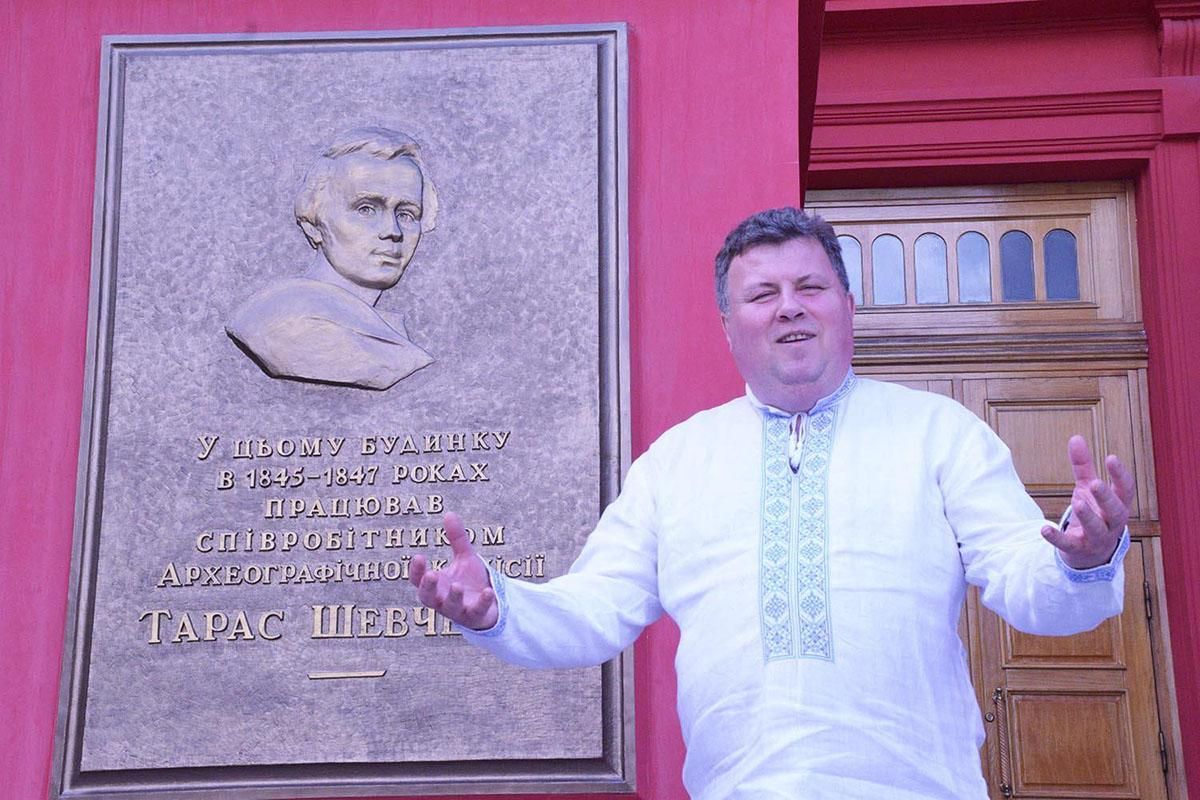 У ЦЬОМУ БУДИНКУ
В 1845–1847 РОКАХ
ПРАЦЮВАВ
СПІВРОБІТНИКОМ
АРХЕОГРАФІЧНОЇ
ТАРАС